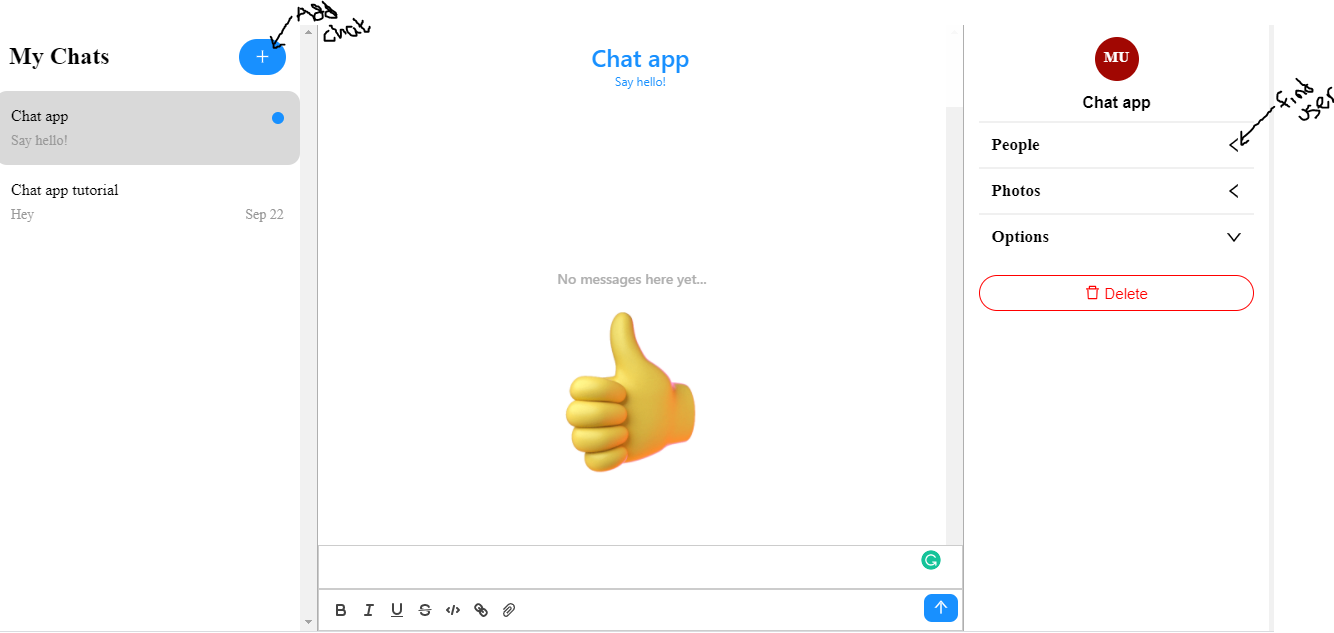 Add
chat
My Chats
+
Chat app
Say hello!
Chat app tutorial
Hey
Sep 22
Chat app
Say hello!
No messages here yet...
B I U S </>
G
MU
Chat app
find
user
People
Photos
Options
Delete